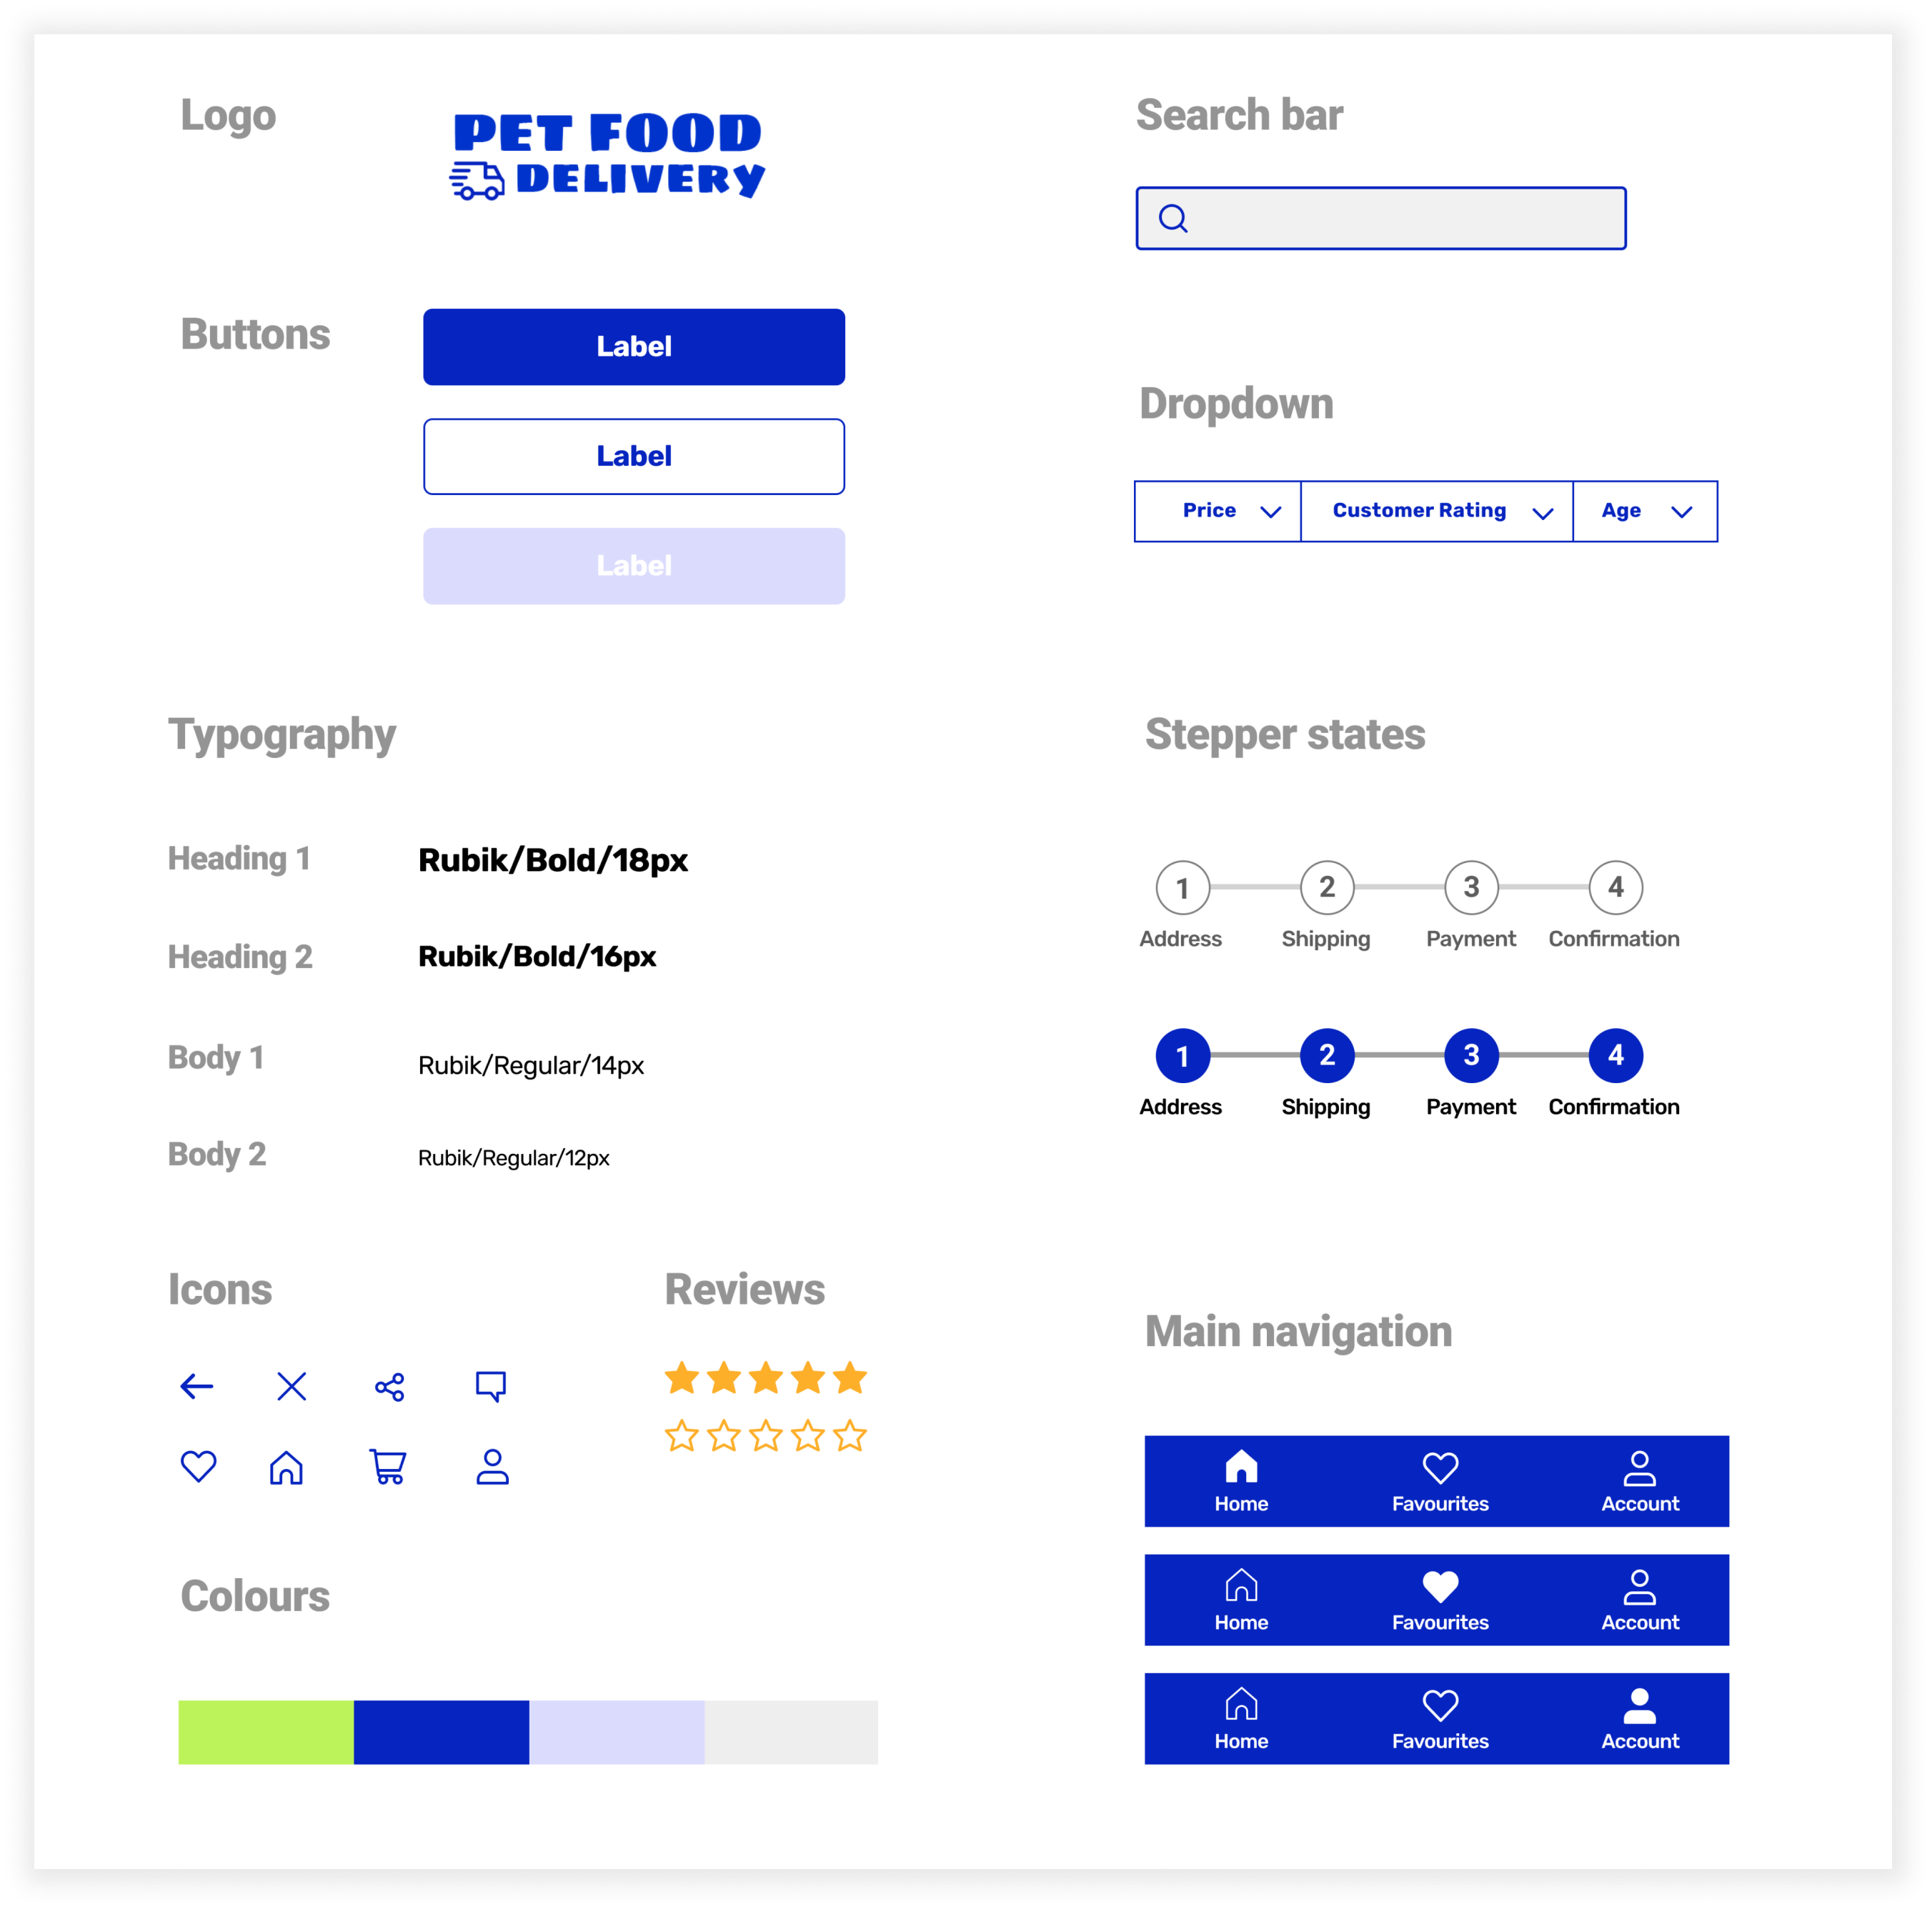 Logo
PET FOOD
DELIVERY
Buttons
Label
Label
Label
Typography
Heading 1
Rubik/Bold/18px
Heading 2
Rubik/Bold/16px
Body 1
Rubik/Regular/14px
Body 2
Rubik/Regular/12px
Icons
Reviews
Colours
Search bar
Dropdown
Price
Customer Rating
Age
Stepper states
1 2 3 4
Address Shipping Payment Confirmation
1 2 3 4
Address Shipping Payment Confirmation
Main navigation
Home Favourites Account
Home Favourites Account
Home Favourites Account